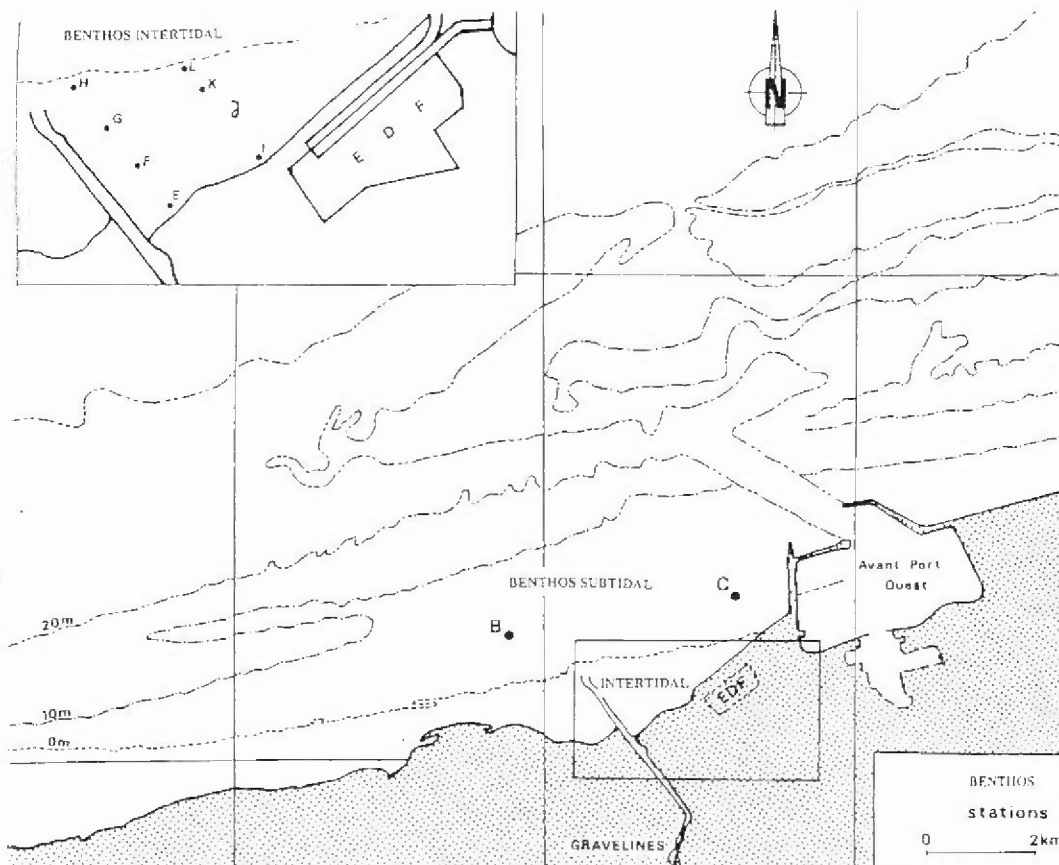 BENTHOS INTERTIDAL
L
H
K
J
G
F
I
E
E D F
N
BENTHOS SUBTIDAL
C
B
Avant Port
Ouest
20m
10m
0m
INTERTIDAL
EDF
GRAVELINES
BENTHOS
stations
0 2km